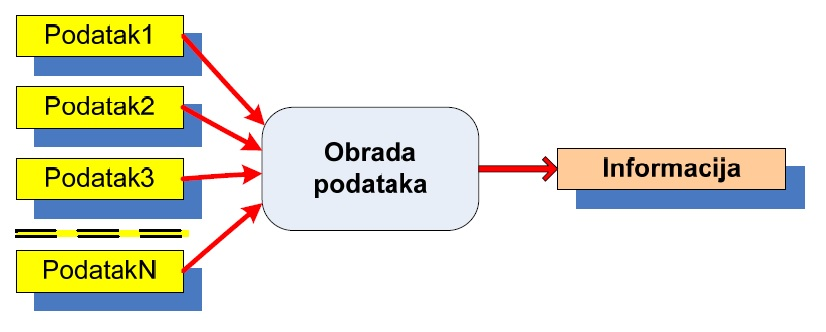 Podatak1
Podatak2
Podatak3
PodatakN
Obrada
podataka
Informacija